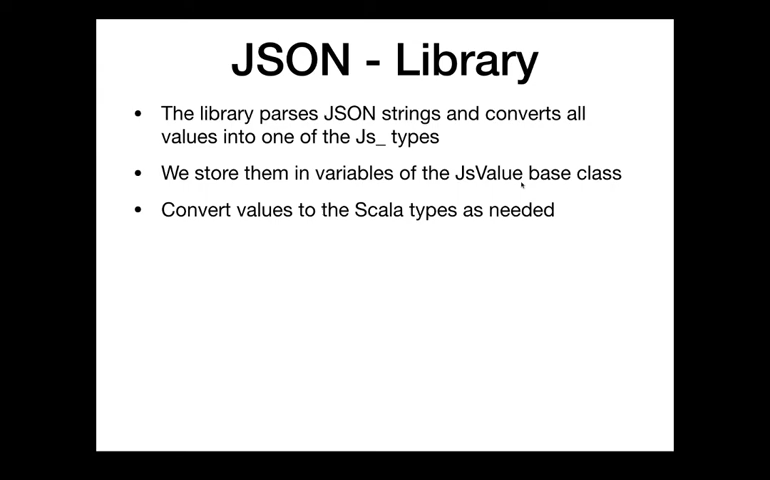 JSON - Library
• The library parses JSON strings and converts all
values into one of the Js_ types
• We store them in variables of the JsValue base class
• Convert values to the Scala types as needed